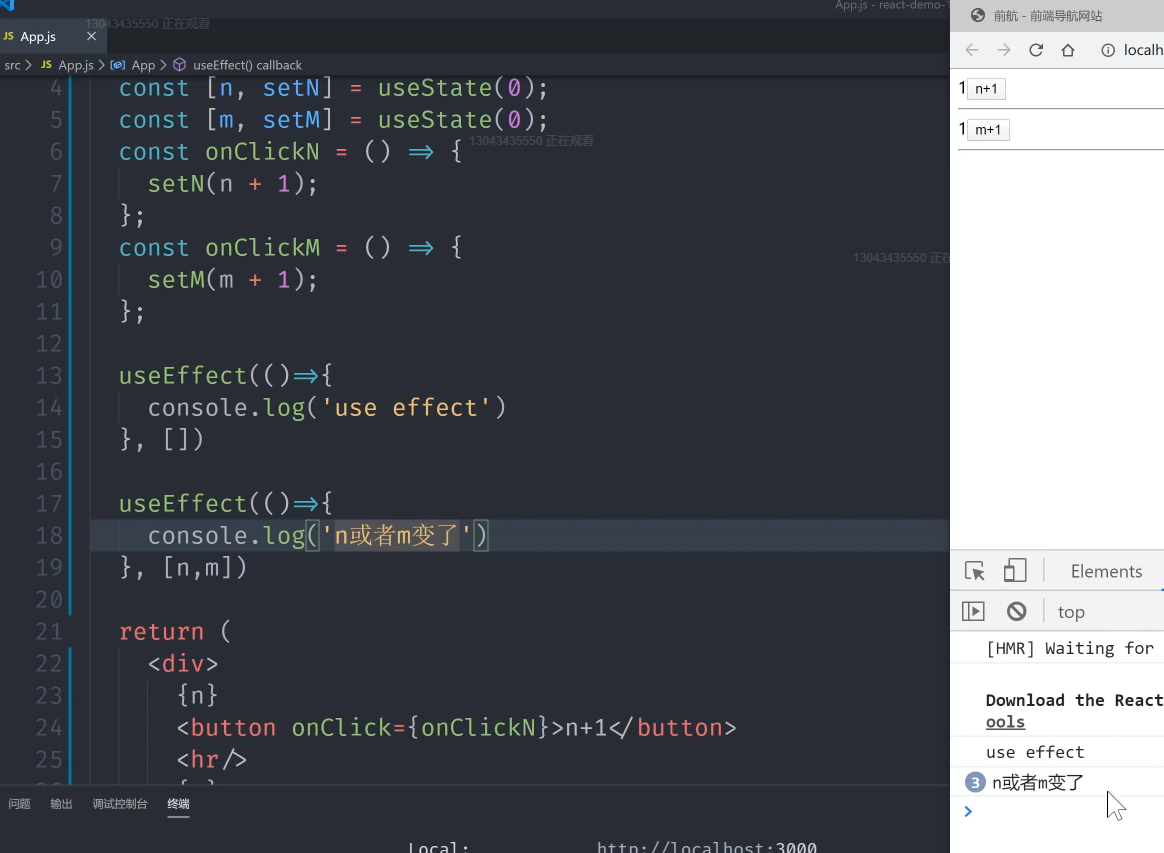 App.js - react-demo-1
13043435550 正在观看
JS App.js ×
src > JS App.js > App > useEffect() callback
4 const [n, setN] = useState(0);
5 const [m, setM] = useState(0);
13043435550 正在观看
6 const onClickN = () => {
7 setN(n + 1);
8 };
9 const onClickM = () => {
13043435550 正在
10 setM(m + 1);
11 };
12
13 useEffect(()=>{
14 console.log('use effect')
15 }, [])
16
17 useEffect(()=>{
18 console.log('n或者m变了')
19 }, [n,m])
20
21 return (
22 <div>
23 {n}
24 <button onClick={onClickN}>n+1</button>
25 <hr/>
问题 输出 调试控制台 终端
Local: http://localhost:3000
前航 - 前端导航网站
localh
1 n+1
1 m+1
Elements
top
[HMR] Waiting for
Download the React
ools
use effect
3 n或者m变了
>